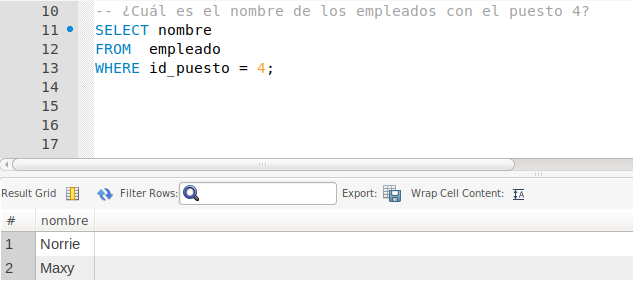 10 -- ¿Cuál es el nombre de los empleados con el puesto 4?
11 SELECT nombre
12 FROM  empleado
13 WHERE id_puesto = 4;
14
15
16
17
Result Grid Filter Rows: Export: Wrap Cell Content: IA
# nombre
1 Norrie
2 Maxy